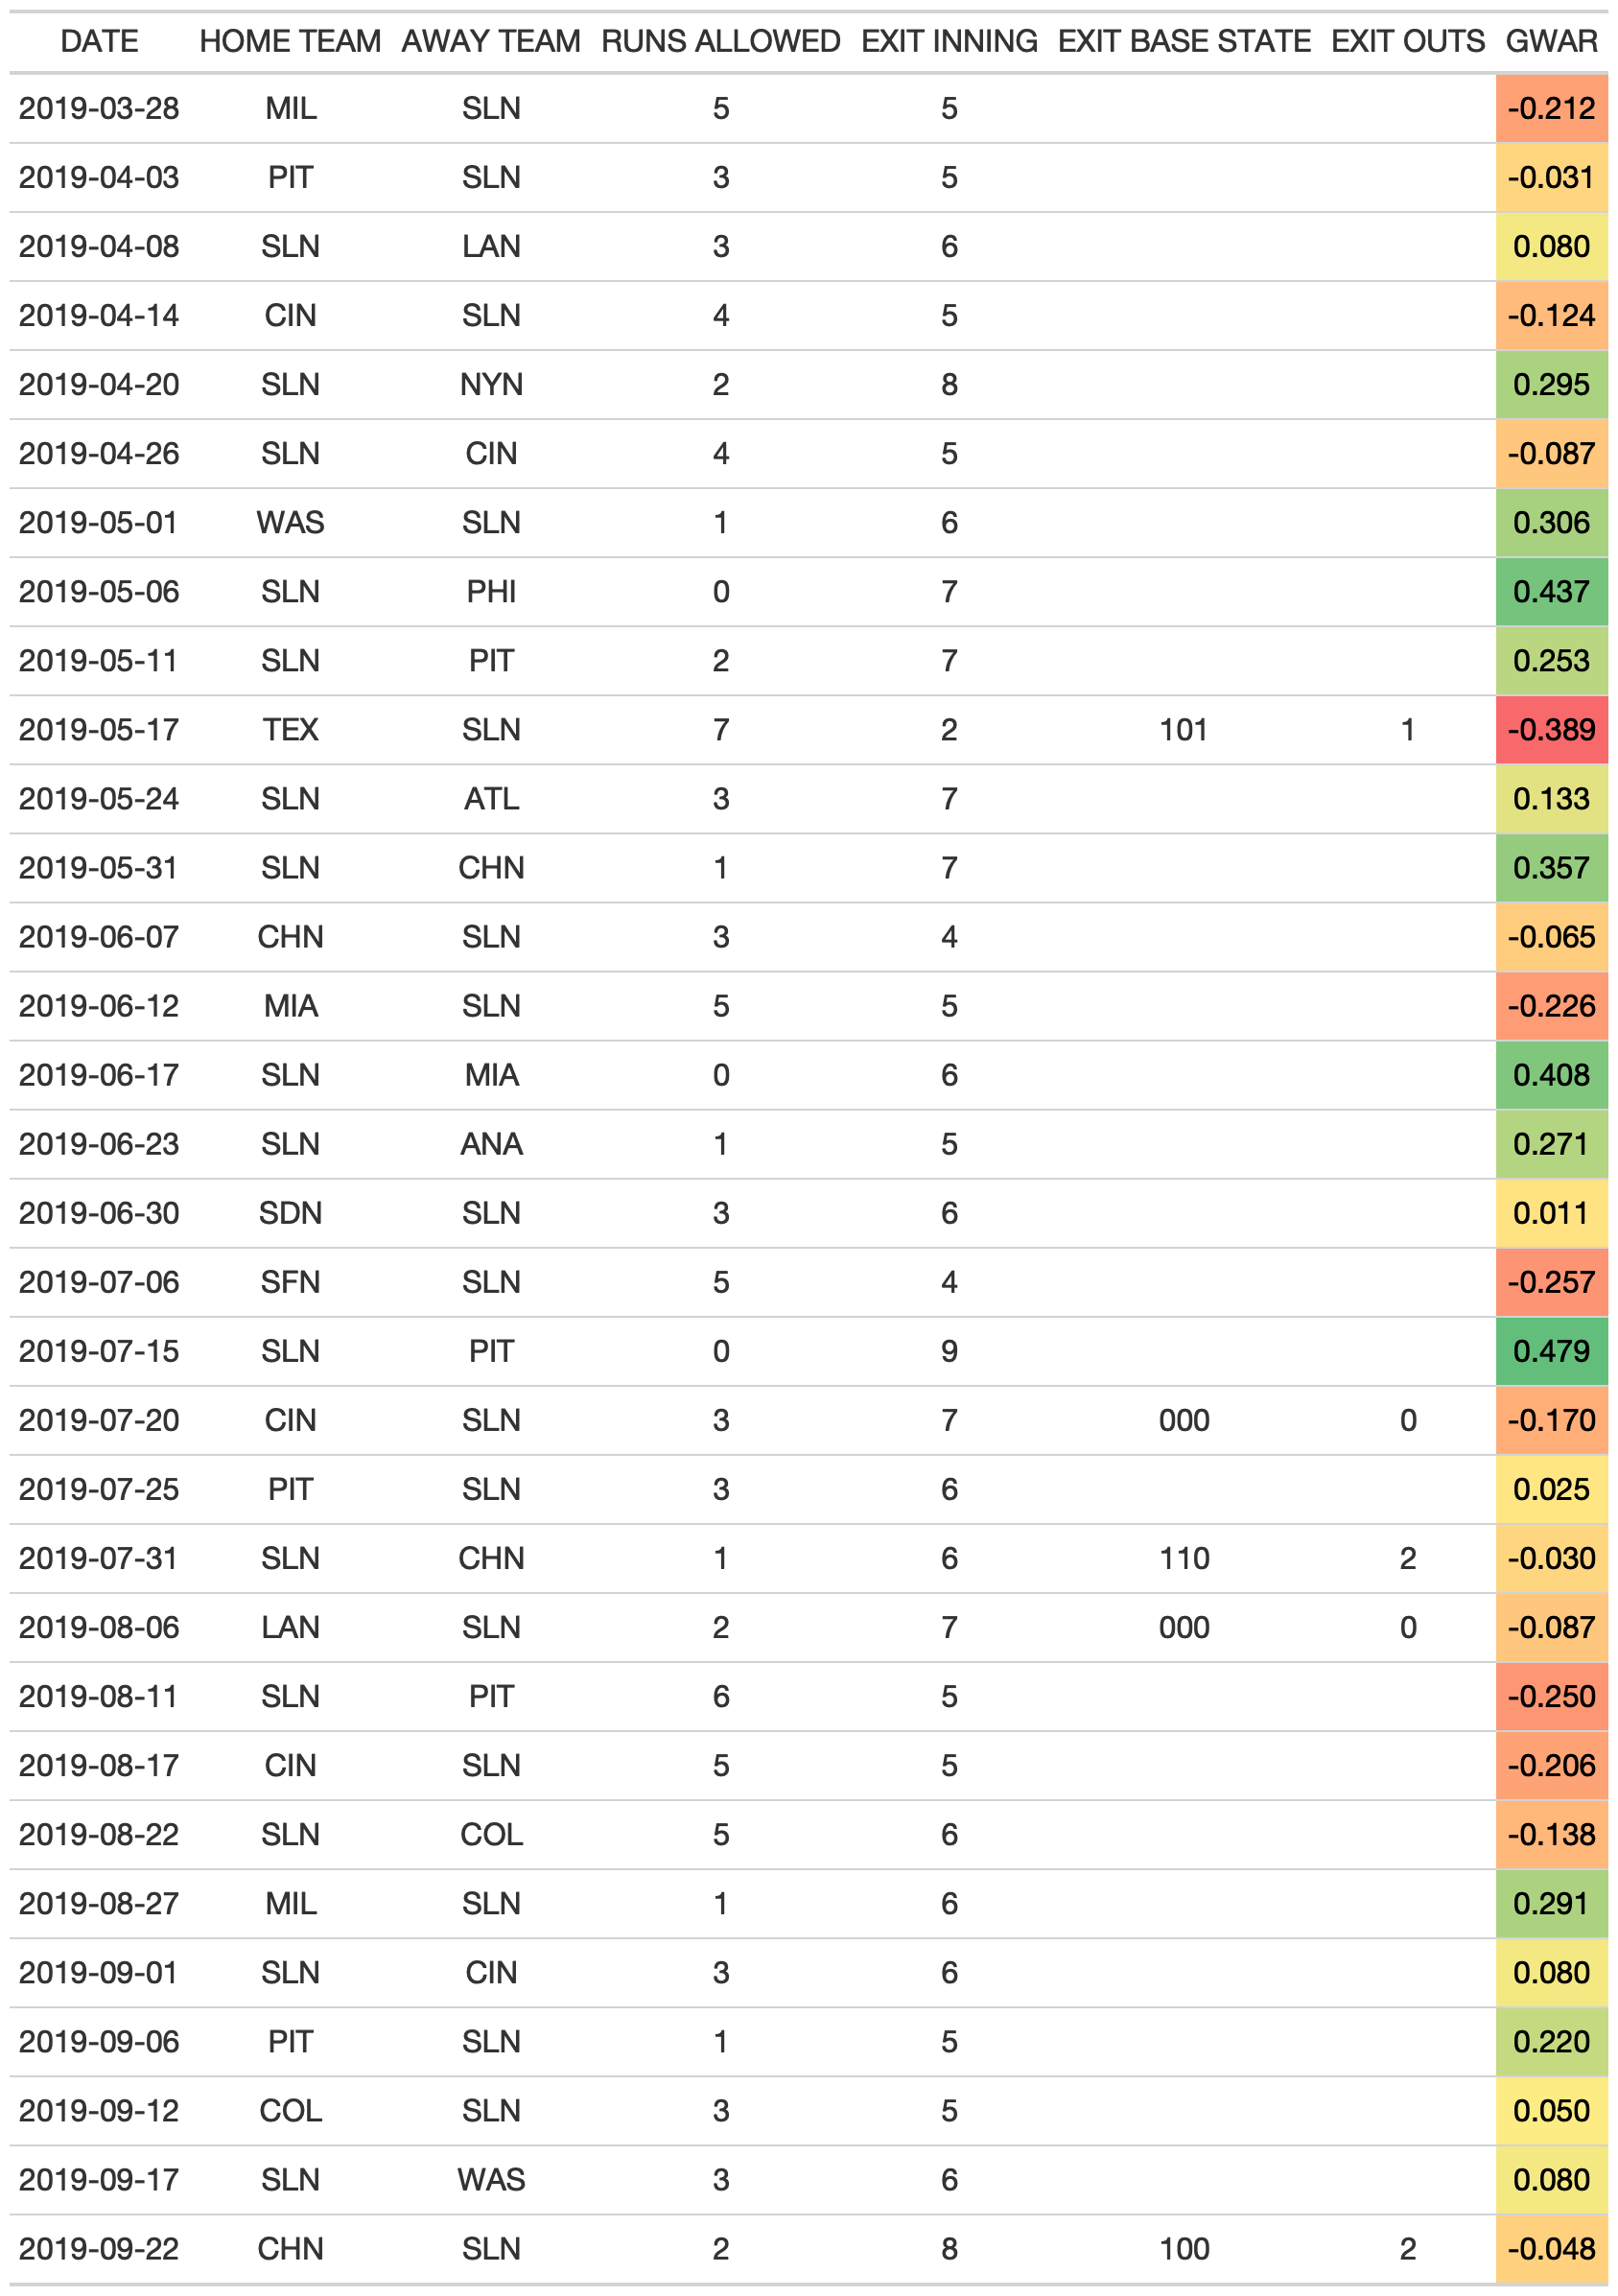 DATE HOME TEAM AWAY TEAM RUNS ALLOWED EXIT INNING EXIT BASE STATE EXIT OUTS GWAR
2019-03-28 MIL SLN 5 5 -0.212
2019-04-03 PIT SLN 3 5 -0.031
2019-04-08 SLN LAN 3 6 0.080
2019-04-14 CIN SLN 4 5 -0.124
2019-04-20 SLN NYN 2 8 0.295
2019-04-26 SLN CIN 4 5 -0.087
2019-05-01 WAS SLN 1 6 0.306
2019-05-06 SLN PHI 0 7 0.437
2019-05-11 SLN PIT 2 7 0.253
2019-05-17 TEX SLN 7 2 101 1 -0.389
2019-05-24 SLN ATL 3 7 0.133
2019-05-31 SLN CHN 1 7 0.357
2019-06-07 CHN SLN 3 4 -0.065
2019-06-12 MIA SLN 5 5 -0.226
2019-06-17 SLN MIA 0 6 0.408
2019-06-23 SLN ANA 1 5 0.271
2019-06-30 SDN SLN 3 6 0.011
2019-07-06 SFN SLN 5 4 -0.257
2019-07-15 SLN PIT 0 9 0.479
2019-07-20 CIN SLN 3 7 000 0 -0.170
2019-07-25 PIT SLN 3 6 0.025
2019-07-31 SLN CHN 1 6 110 2 -0.030
2019-08-06 LAN SLN 2 7 000 0 -0.087
2019-08-11 SLN PIT 6 5 -0.250
2019-08-17 CIN SLN 5 5 -0.206
2019-08-22 SLN COL 5 6 -0.138
2019-08-27 MIL SLN 1 6 0.291
2019-09-01 SLN CIN 3 6 0.080
2019-09-06 PIT SLN 1 5 0.220
2019-09-12 COL SLN 3 5 0.050
2019-09-17 SLN WAS 3 6 0.080
2019-09-22 CHN SLN 2 8 100 2 -0.048